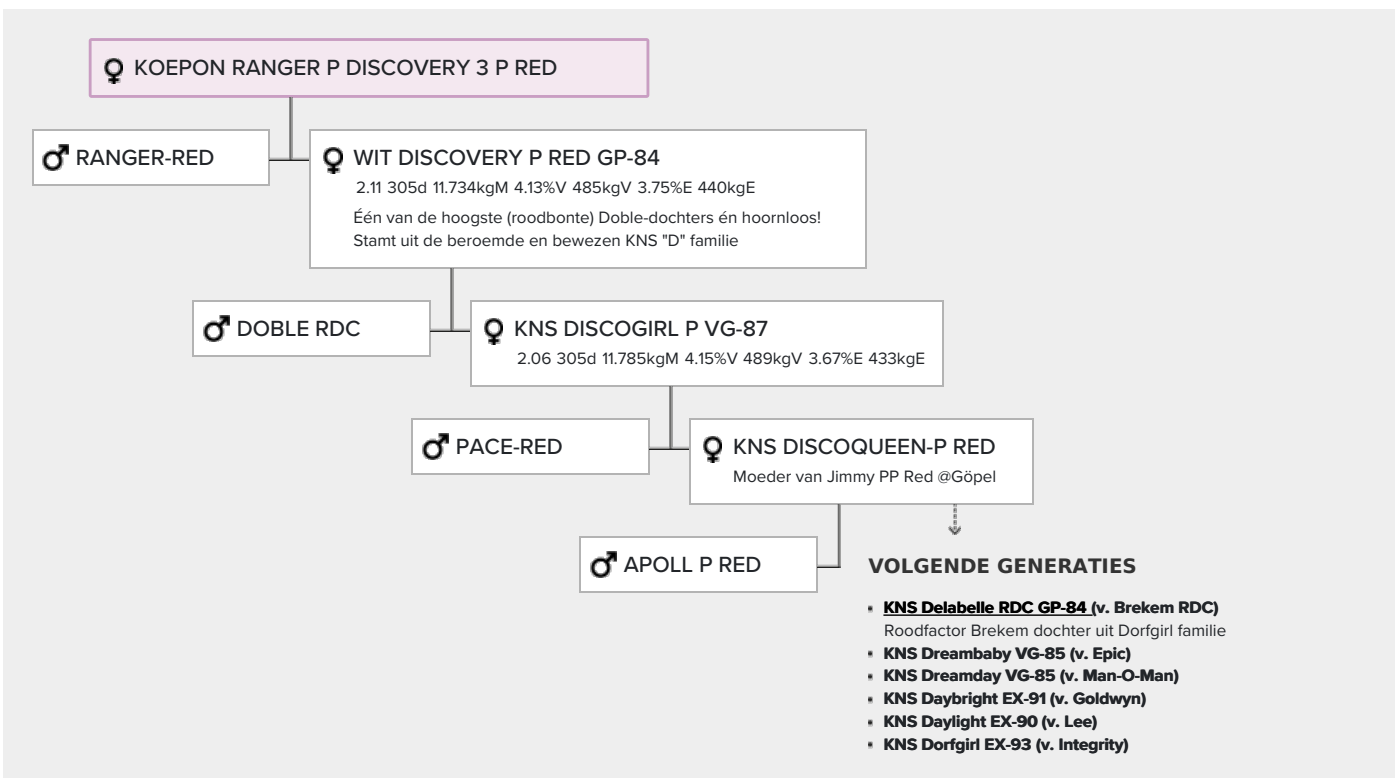 KOEPON RANGER P DISCOVERY 3 P RED
RANGER-RED
WIT DISCOVERY P RED GP-84
2.11 305d 11.734kgM 4.13%V 485kgV 3.75%E 440kgE
Één van de hoogste (roodbonte) Doble-dochters én hoornloos!
Stamt uit de beroemde en bewezen KNS "D" familie
DOBLE RDC
KNS DISCOGIRL P VG-87
2.06 305d 11.785kgM 4.15%V 489kgV 3.67%E 433kgE
PACE-RED
KNS DISCOQUEEN-P RED
Moeder van Jimmy PP Red @Göpel
APOLL P RED
VOLGENDE GENERATIES
KNS Delabelle RDC GP-84 (v. Brekem RDC)
Roodfactor Brekem dochter uit Dorfgirl familie
KNS Dreambaby VG-85 (v. Epic)
KNS Dreamday VG-85 (v. Man-O-Man)
KNS Daybright EX-91 (v. Goldwyn)
KNS Daylight EX-90 (v. Lee)
KNS Dorfgirl EX-93 (v. Integrity)